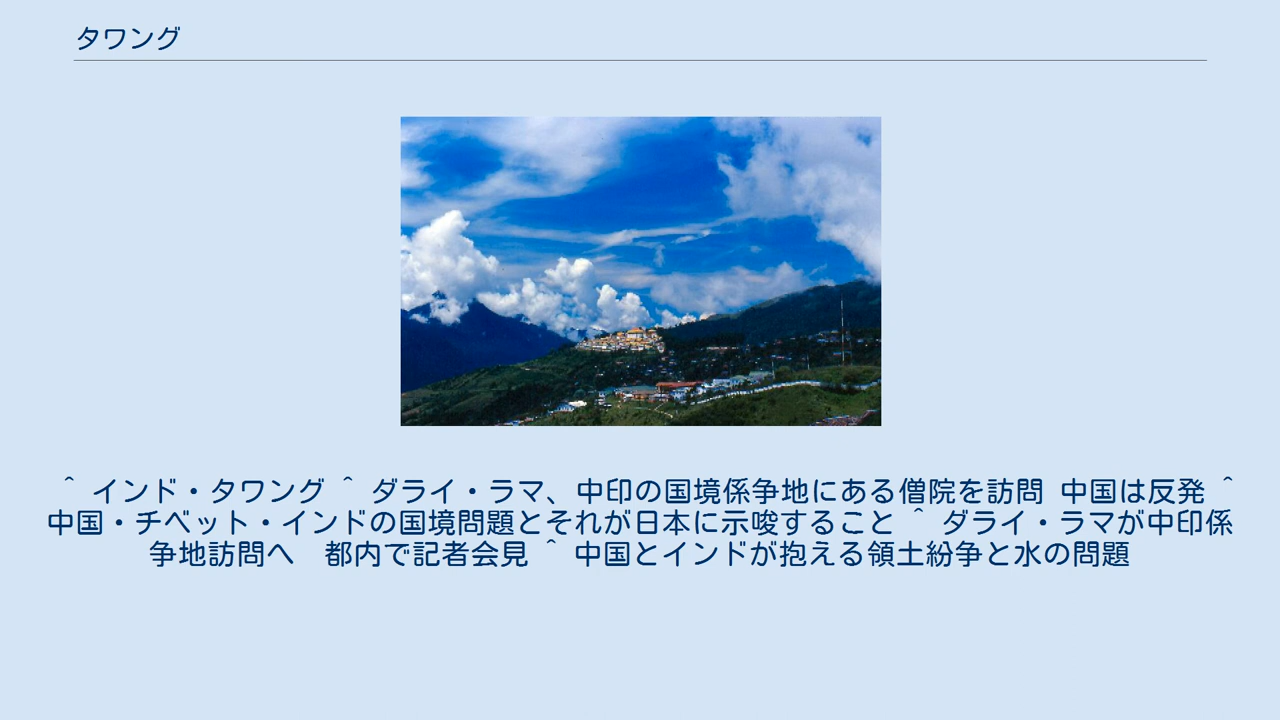 タワング
＾ インド・タワング ＾ ダライ・ラマ、中印の国境係争地にある僧院を訪問 中国は反発 ＾
中国・チベット・インドの国境問題とそれが日本に示唆すること ＾ ダライ・ラマが中印係
争地訪問へ　都内で記者会見 ＾ 中国とインドが抱える領土紛争と水の問題